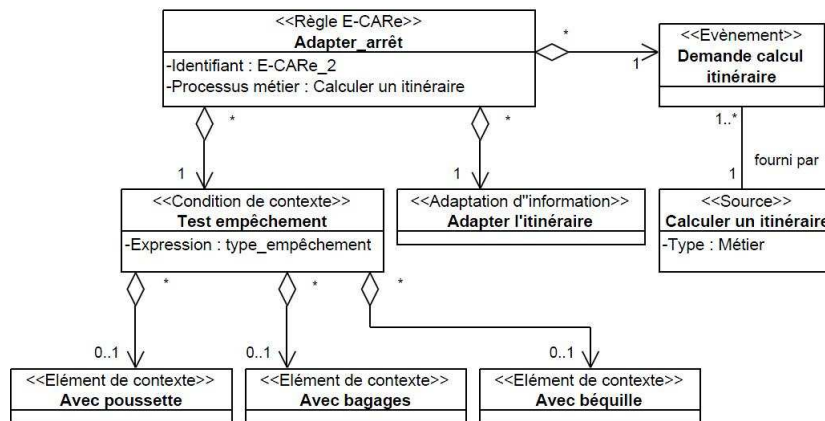 <<Règle E-CARe>>
Adapter_arrêt
-Identifiant : E-CARe_2
-Processus métier : Calculer un itinéraire
*
1
<<Evènement>>
Demande calcul
itinéraire
*
*
1..*
fourni par
1
1
1
<<Condition de contexte>>
Test empêchement
-Expression : type_empêchement
<<Adaptation d"information>>
Adapter l'itinéraire
<<Source>>
Calculer un itinéraire
-Type : Métier
*
*
*
0..1
0..1
0..1
<<Elément de contexte>>
Avec poussette
<<Elément de contexte>>
Avec bagages
<<Elément de contexte>>
Avec béquille